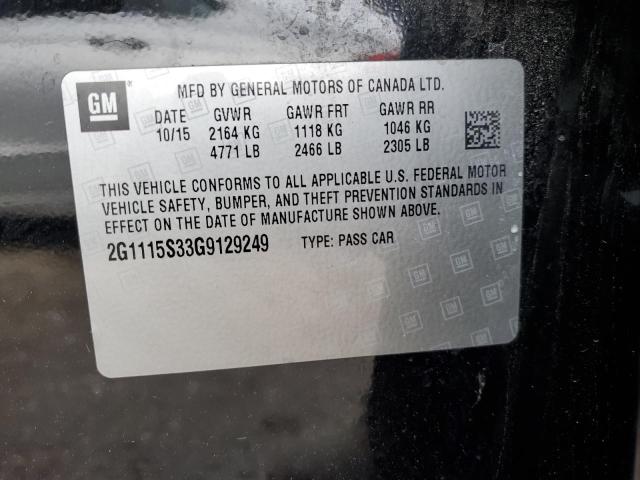 GM
MFD BY GENERAL MOTORS OF CANADA LTD.
DATE GVWR GAWR FRT GAWR RR
10/15 2164 KG 1118 KG 1046 KG
4771 LB 2466 LB 2305 LB
THIS VEHICLE CONFORMS TO ALL APPLICABLE U.S. FEDERAL MOTOR
VEHICLE SAFETY, BUMPER, AND THEFT PREVENTION STANDARDS IN
EFFECT ON THE DATE OF MANUFACTURE SHOWN ABOVE.
2G1115S33G9129249 TYPE: PASS CAR